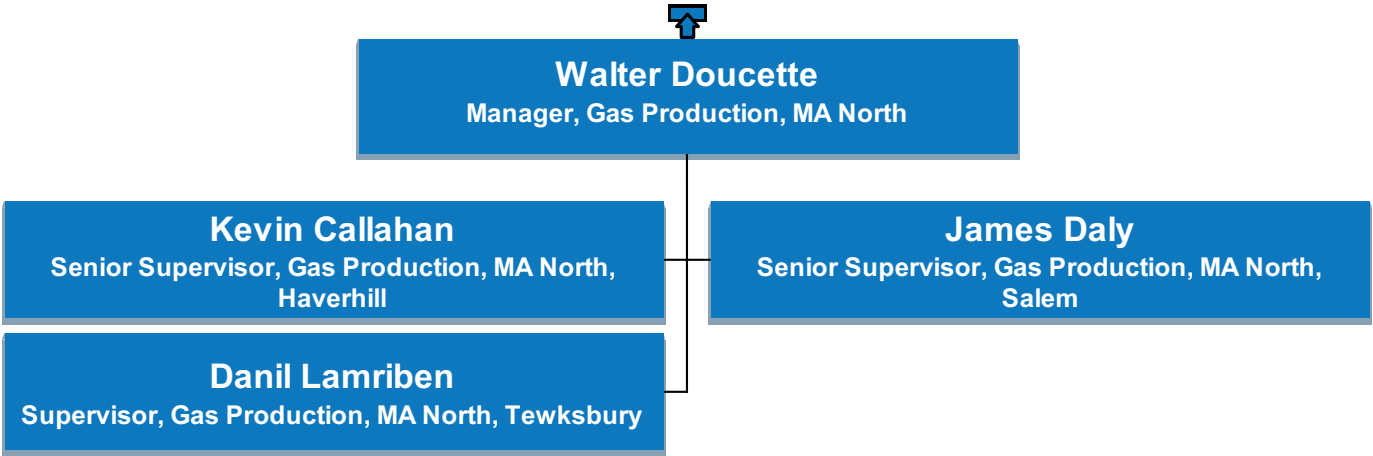 Walter Doucette
Manager, Gas Production, MA North
Kevin Callahan
Senior Supervisor, Gas Production, MA North,
Haverhill
James Daly
Senior Supervisor, Gas Production, MA North,
Salem
Danil Lamriben
Supervisor, Gas Production, MA North, Tewksbury